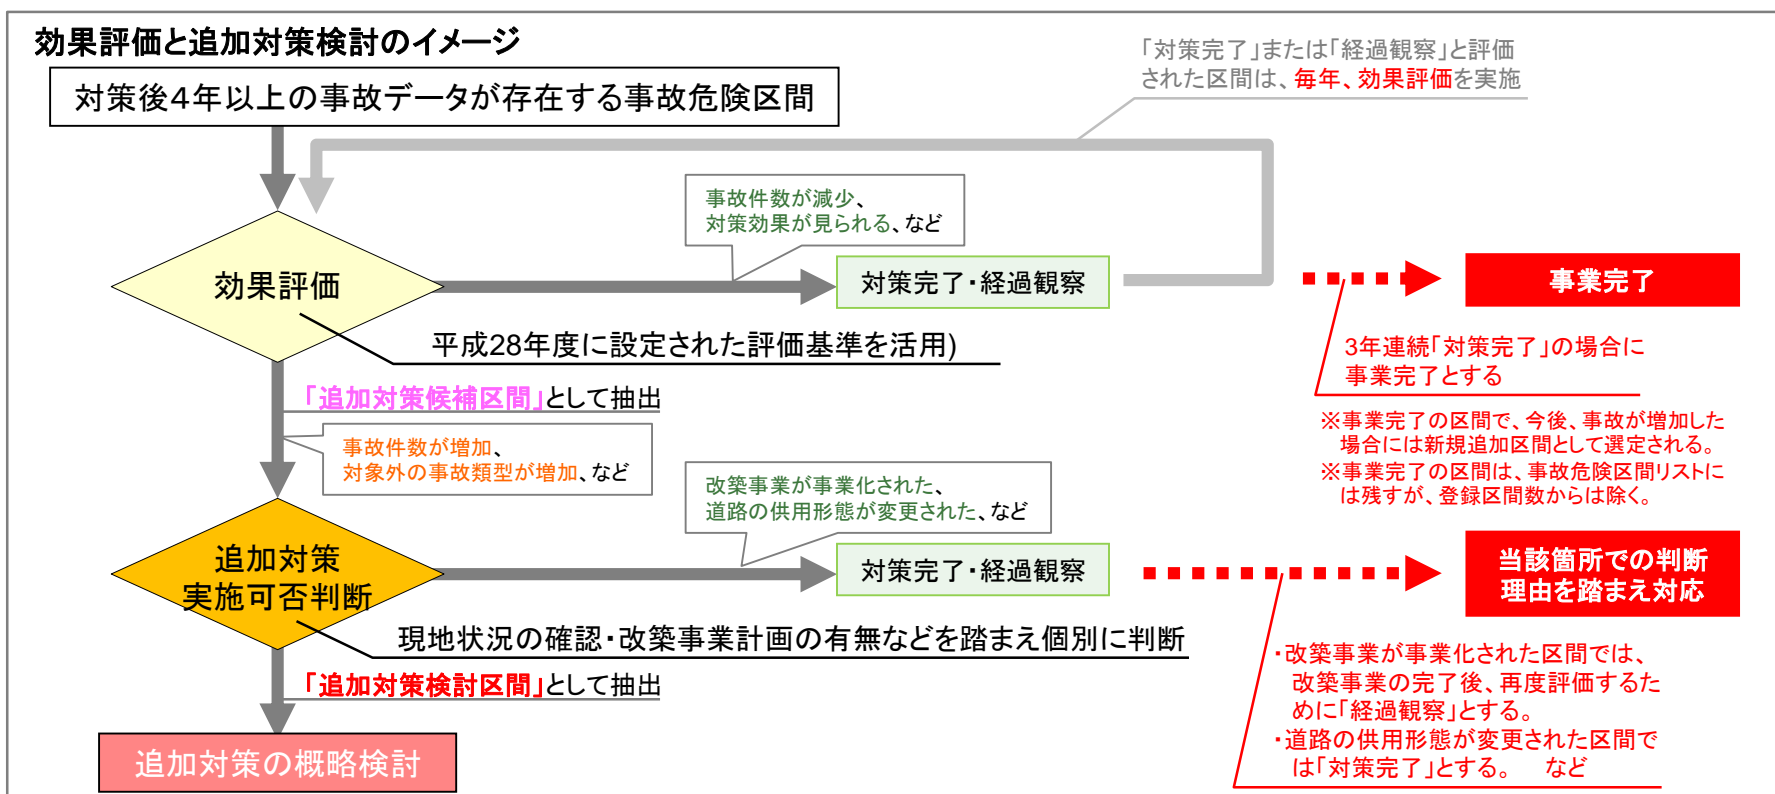 効果評価と追加対策検討のイメージ
対策後4年以上の事故データが存在する事故危険区間
「対策完了」または「経過観察」と評価
された区間は、毎年、効果評価を実施
事故件数が減少、
対策効果が見られる、など
効果評価
対策完了・経過観察
事業完了
平成28年度に設定された評価基準を活用)
3年連続「対策完了」の場合に
事業完了とする
「追加対策候補区間」として抽出
※事業完了の区間で、今後、事故が増加した
場合には新規追加区間として選定される。
※事業完了の区間は、事故危険区間リストに
は残すが、登録区間数からは除く。
事故件数が増加、
対象外の事故類型が増加、など
改築事業が事業化された、
道路の供用形態が変更された、など
追加対策
実施可否判断
対策完了・経過観察
当該箇所での判断
理由を踏まえ対応
現地状況の確認・改築事業計画の有無などを踏まえ個別に判断
「追加対策検討区間」として抽出
・改築事業が事業化された区間では、
改築事業の完了後、再度評価するた
めに「経過観察」とする。
・道路の供用形態が変更された区間で
は「対策完了」とする。 など
追加対策の概略検討